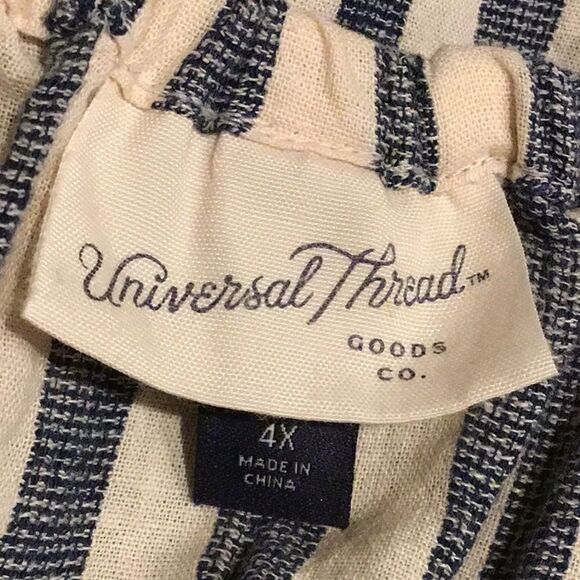 Universal Thread™
GOODS
CO.
4X
MADE IN
CHINA